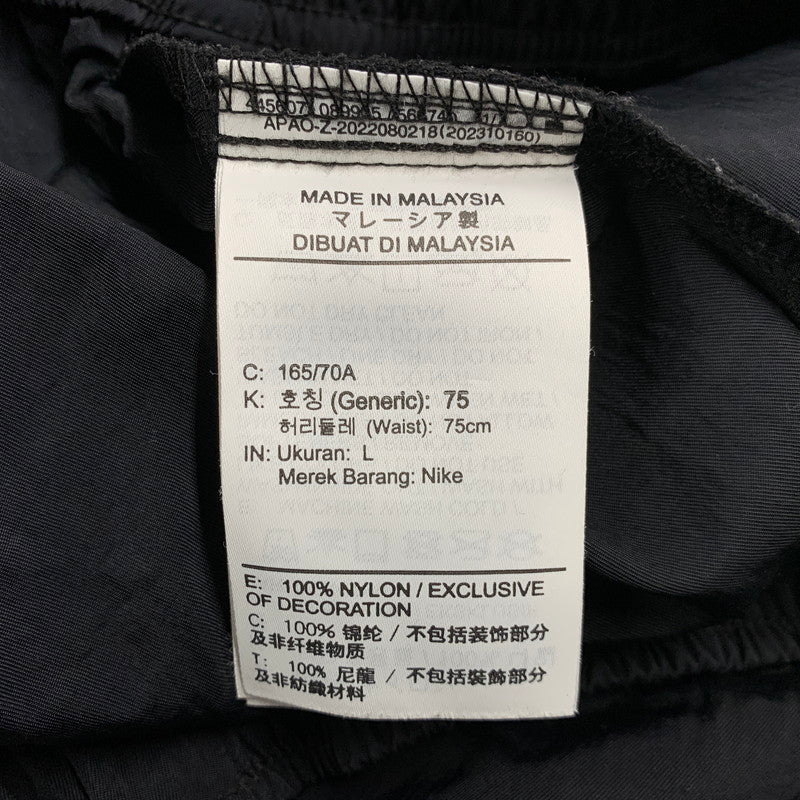 APAO-Z-2022080218(202310160)
MADE IN MALAYSIA
マレーシア製
DIBUAT DI MALAYSIA
C: 165/70A
K: 호칭 (Generic): 75
허리둘레 (Waist): 75cm
IN: Ukuran: L
Merek Barang: Nike
E: 100% NYLON / EXCLUSIVE
OF DECORATION
C: 100% 锦纶 / 不包括装饰部分
及非纤维物质
T: 100% 尼龍 / 不包括裝飾部分
及非紡織材料